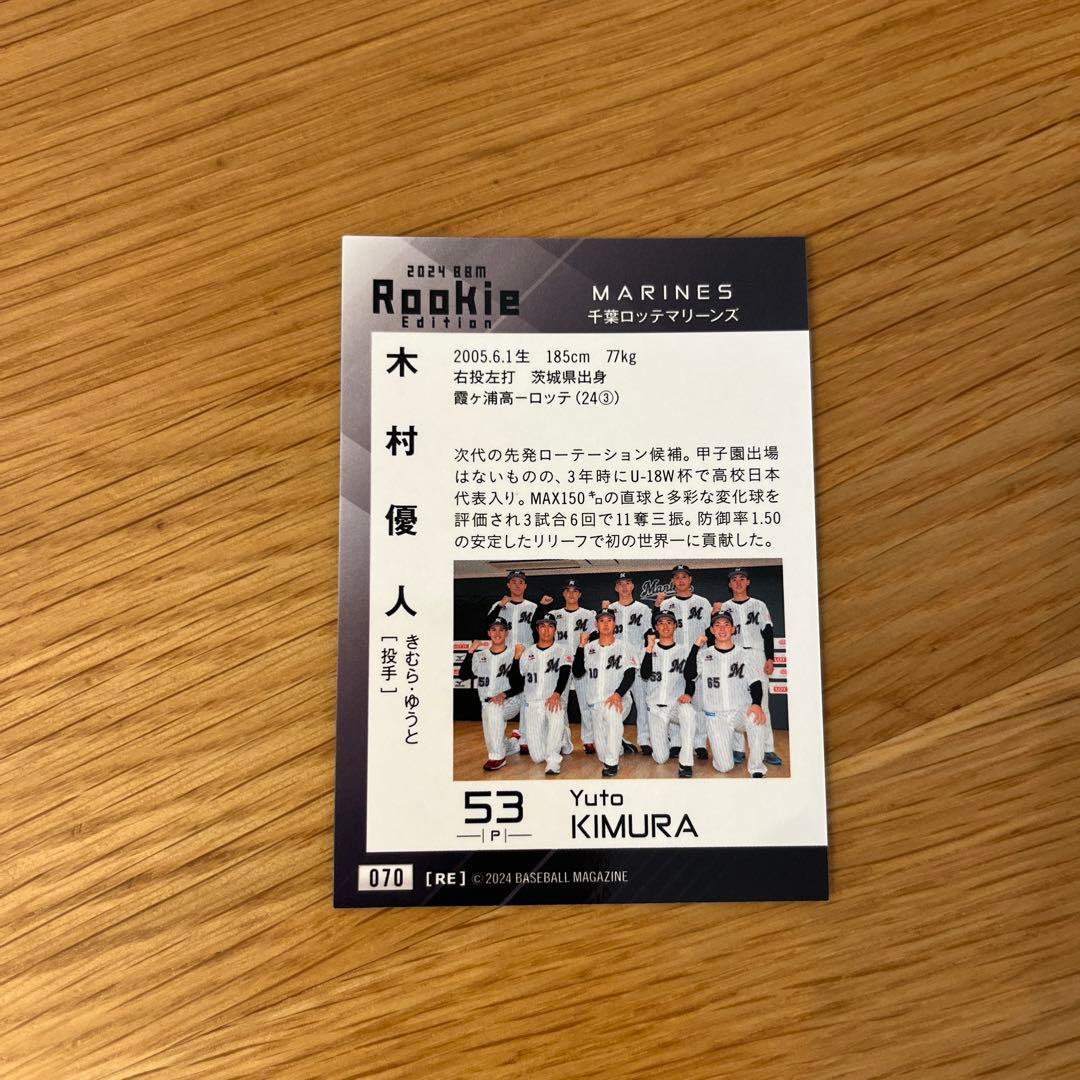 2024 BBM
Rookie
Edition
MARINES
千葉ロッテマリーンズ
木村優人
きむら・ゆうと
[投手]
2005.6.1生 185cm 77kg
右投左打 茨城県出身
霞ヶ浦高ーロッテ(24③)
次代の先発ローテーション候補。甲子園出場
はないものの、3年時にU-18W杯で高校日本
代表入り。MAX150㌔の直球と多彩な変化球を
評価され3試合6回で11奪三振。防御率1.50
の安定したリリーフで初の世界一に貢献した。
59
31
10
53
65
53
P
Yuto
KIMURA
070
[RE] © 2024 BASEBALL MAGAZINE